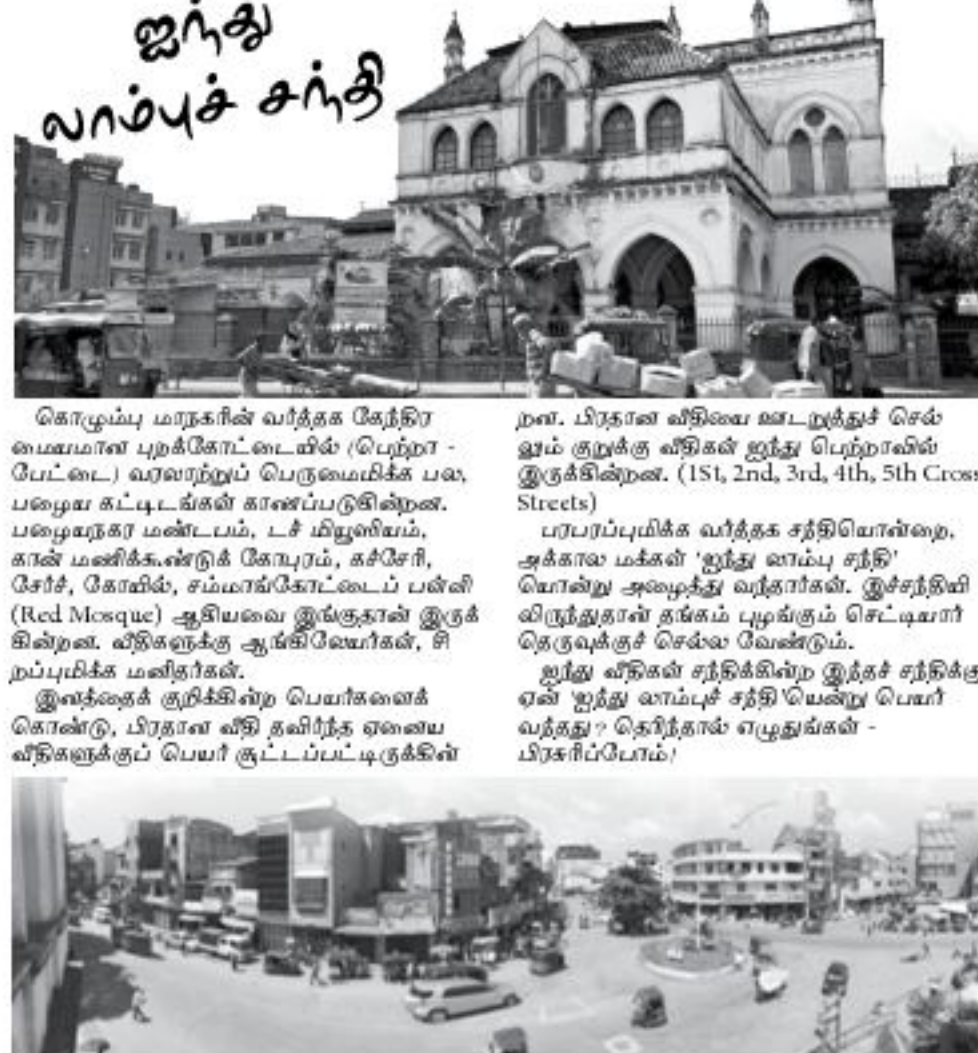 ஐந்து
லாம்புச் சந்தி
கொழும்பு மாநகரின் வர்த்தக கேந்திர
மையமான புறக்கோட்டையில் (பெற்றா -
பேட்டை) வரலாற்றுப் பெருமைமிக்க பல,
பழைய கட்டிடங்கள் காணப்படுகின்றன.
பழையநகர மண்டபம், டச் மியூஸியம்,
கான் மணிக்கூண்டுக் கோபுரம், கச்சேரி,
சேர்ச், கோயில், சம்மாங்கோட்டைப் பள்ளி
(Red Mosque) ஆகியவை இங்குதான் இருக்
கின்றன. வீதிகளுக்கு ஆங்கிலேயர்கள், சி
றப்புமிக்க மனிதர்கள்.
இனத்தைக் குறிக்கின்ற பெயர்களைக்
கொண்டு, பிரதான வீதி தவிர்ந்த ஏனைய
வீதிகளுக்குப் பெயர் சூட்டப்பட்டிருக்கின்
றன. பிரதான வீதியை ஊடறுத்துச் செல்
லும் குறுக்கு வீதிகள் ஐந்து பெற்றாவில்
இருக்கின்றன. (1St, 2nd, 3rd, 4th, 5th Cross
Streets)
பரபரப்புமிக்க வர்த்தக சந்தியொன்றை,
அக்கால மக்கள் 'ஐந்து லாம்பு சந்தி'
யொன்று அழைத்து வந்தார்கள். இச்சந்தியி
லிருந்துதான் தங்கம் புழங்கும் செட்டியார்
தெருவுக்குச் செல்ல வேண்டும்.
ஐந்து வீதிகள் சந்திக்கின்ற இந்தச் சந்திக்கு
ஏன் 'ஐந்து லாம்புச் சந்தி'யென்று பெயர்
வந்தது? தெரிந்தால் எழுதுங்கள் -
பிரசுரிப்போம்!